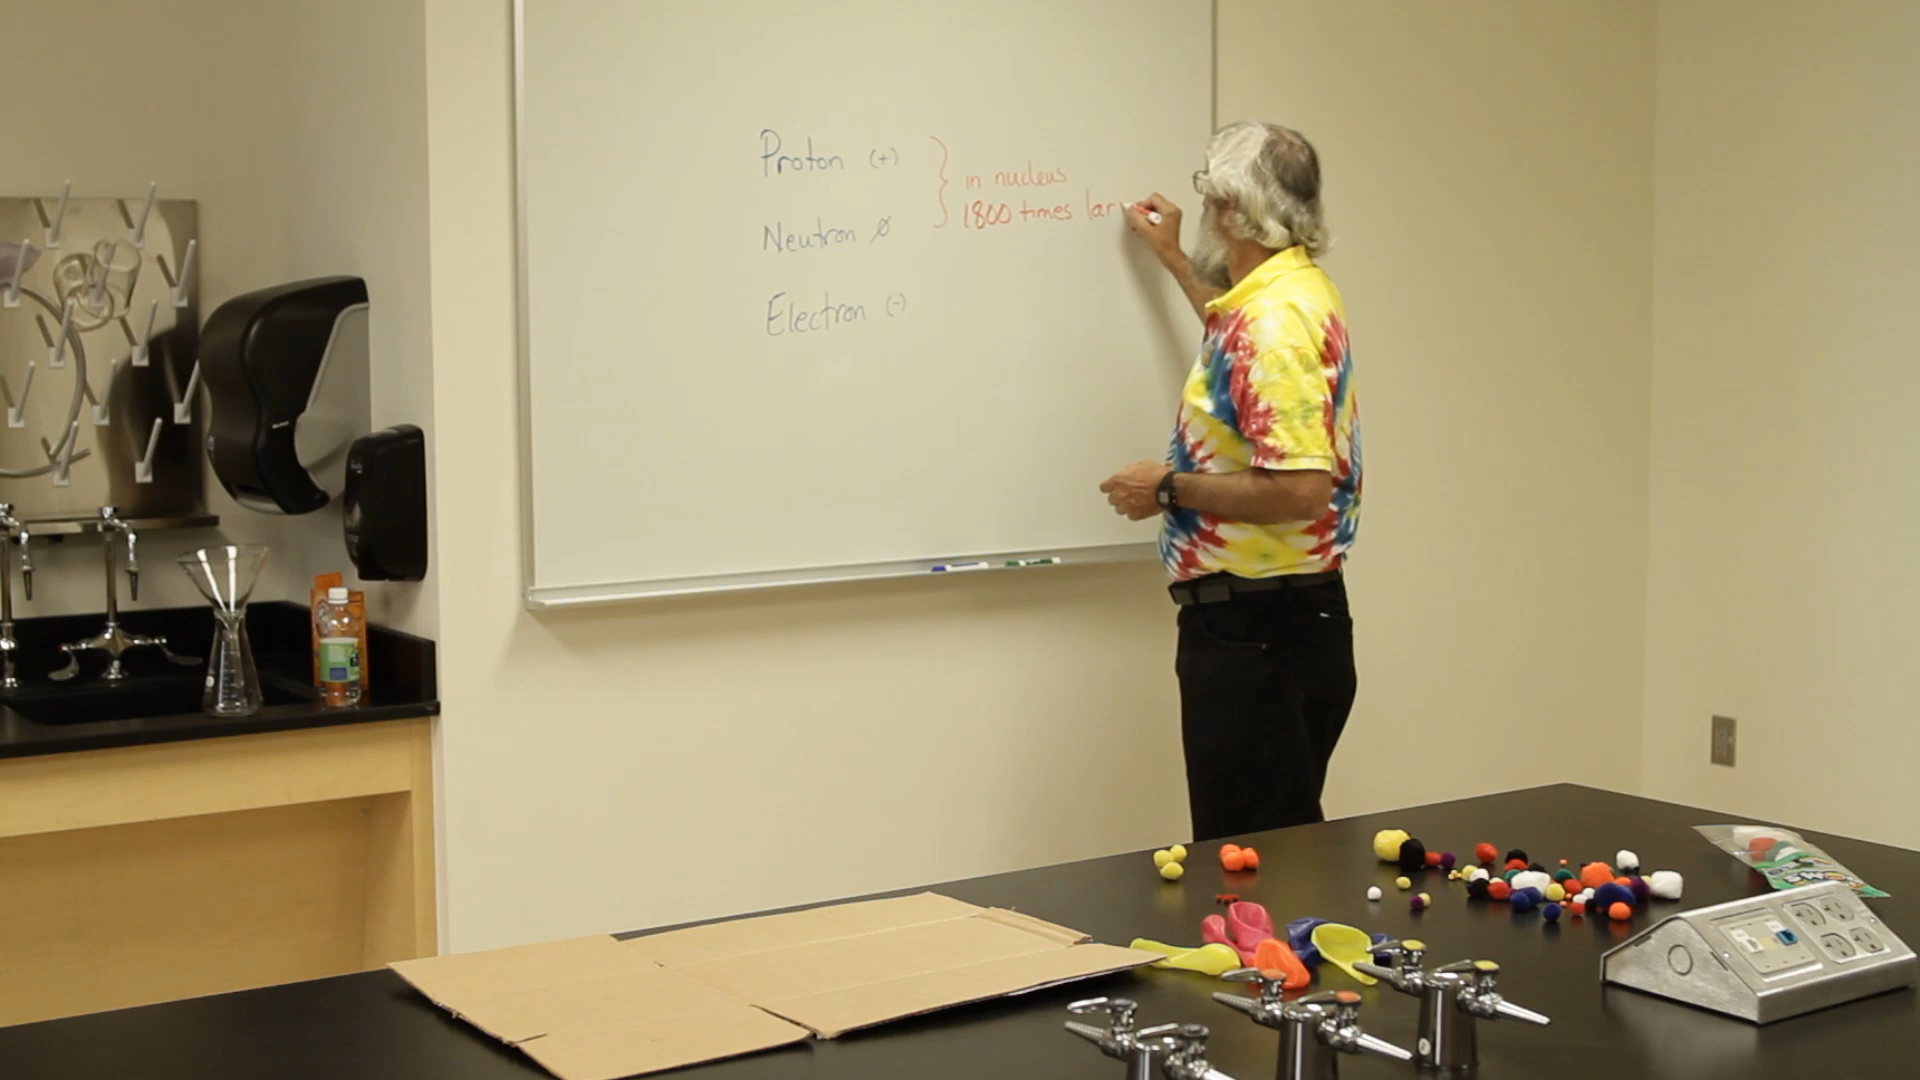 Proton (+)
in nucleus
1800 times lar
Neutron ∅
Electron (-)